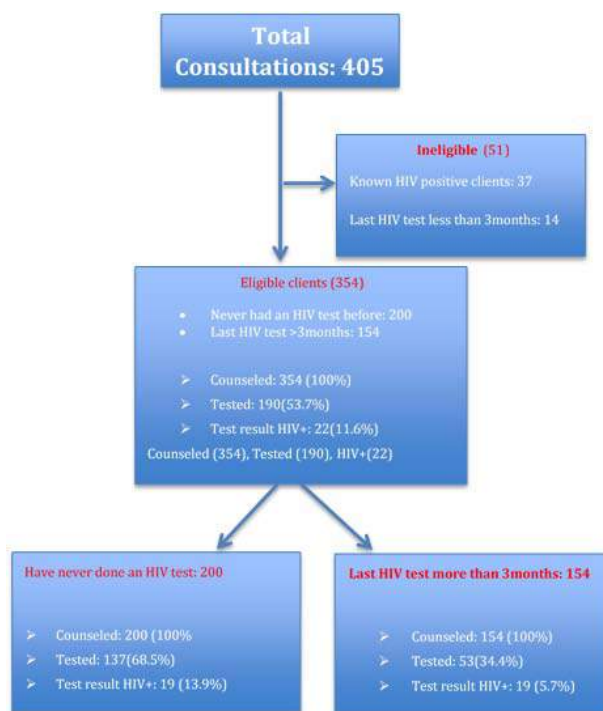 Total
Consultations: 405
Ineligible (51)
Known HIV positive clients: 37
Last HIV test less than 3months: 14
Eligible clients (354)
• Never had an HIV test before: 200
• Last HIV test >3months: 154
➤ Counseled: 354 (100%)
➤ Tested: 190(53.7%)
➤ Test result HIV+: 22(11.6%)
Counseled (354), Tested (190), HIV+(22)
Have never done an HIV test: 200
➤ Counseled: 200 (100%
➤ Tested: 137(68.5%)
➤ Test result HIV+: 19 (13.9%)
Last HIV test more than 3months: 154
➤ Counseled: 154 (100%)
➤ Tested: 53(34.4%)
➤ Test result HIV+: 19 (5.7%)